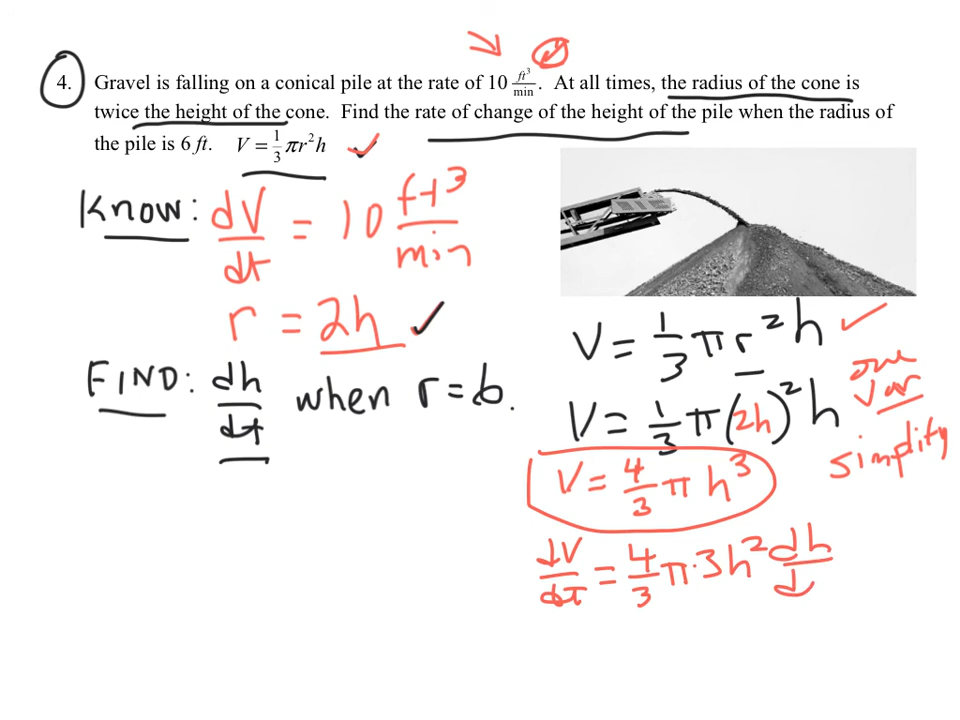 4. Gravel is falling on a conical pile at the rate of 10 ft³/min. At all times, the radius of the cone is
twice the height of the cone. Find the rate of change of the height of the pile when the radius of
the pile is 6 ft. V = 1/3 πr²h
Know: dV/dt = 10 ft³/min
r = 2h
FIND: dh/dt when r=6.
V = 1/3 π r²h
V = 1/3 π (2h)²h
one
var
simplify
V = 4/3 π h³
dV/dt = 4/3 π · 3h² dh/d